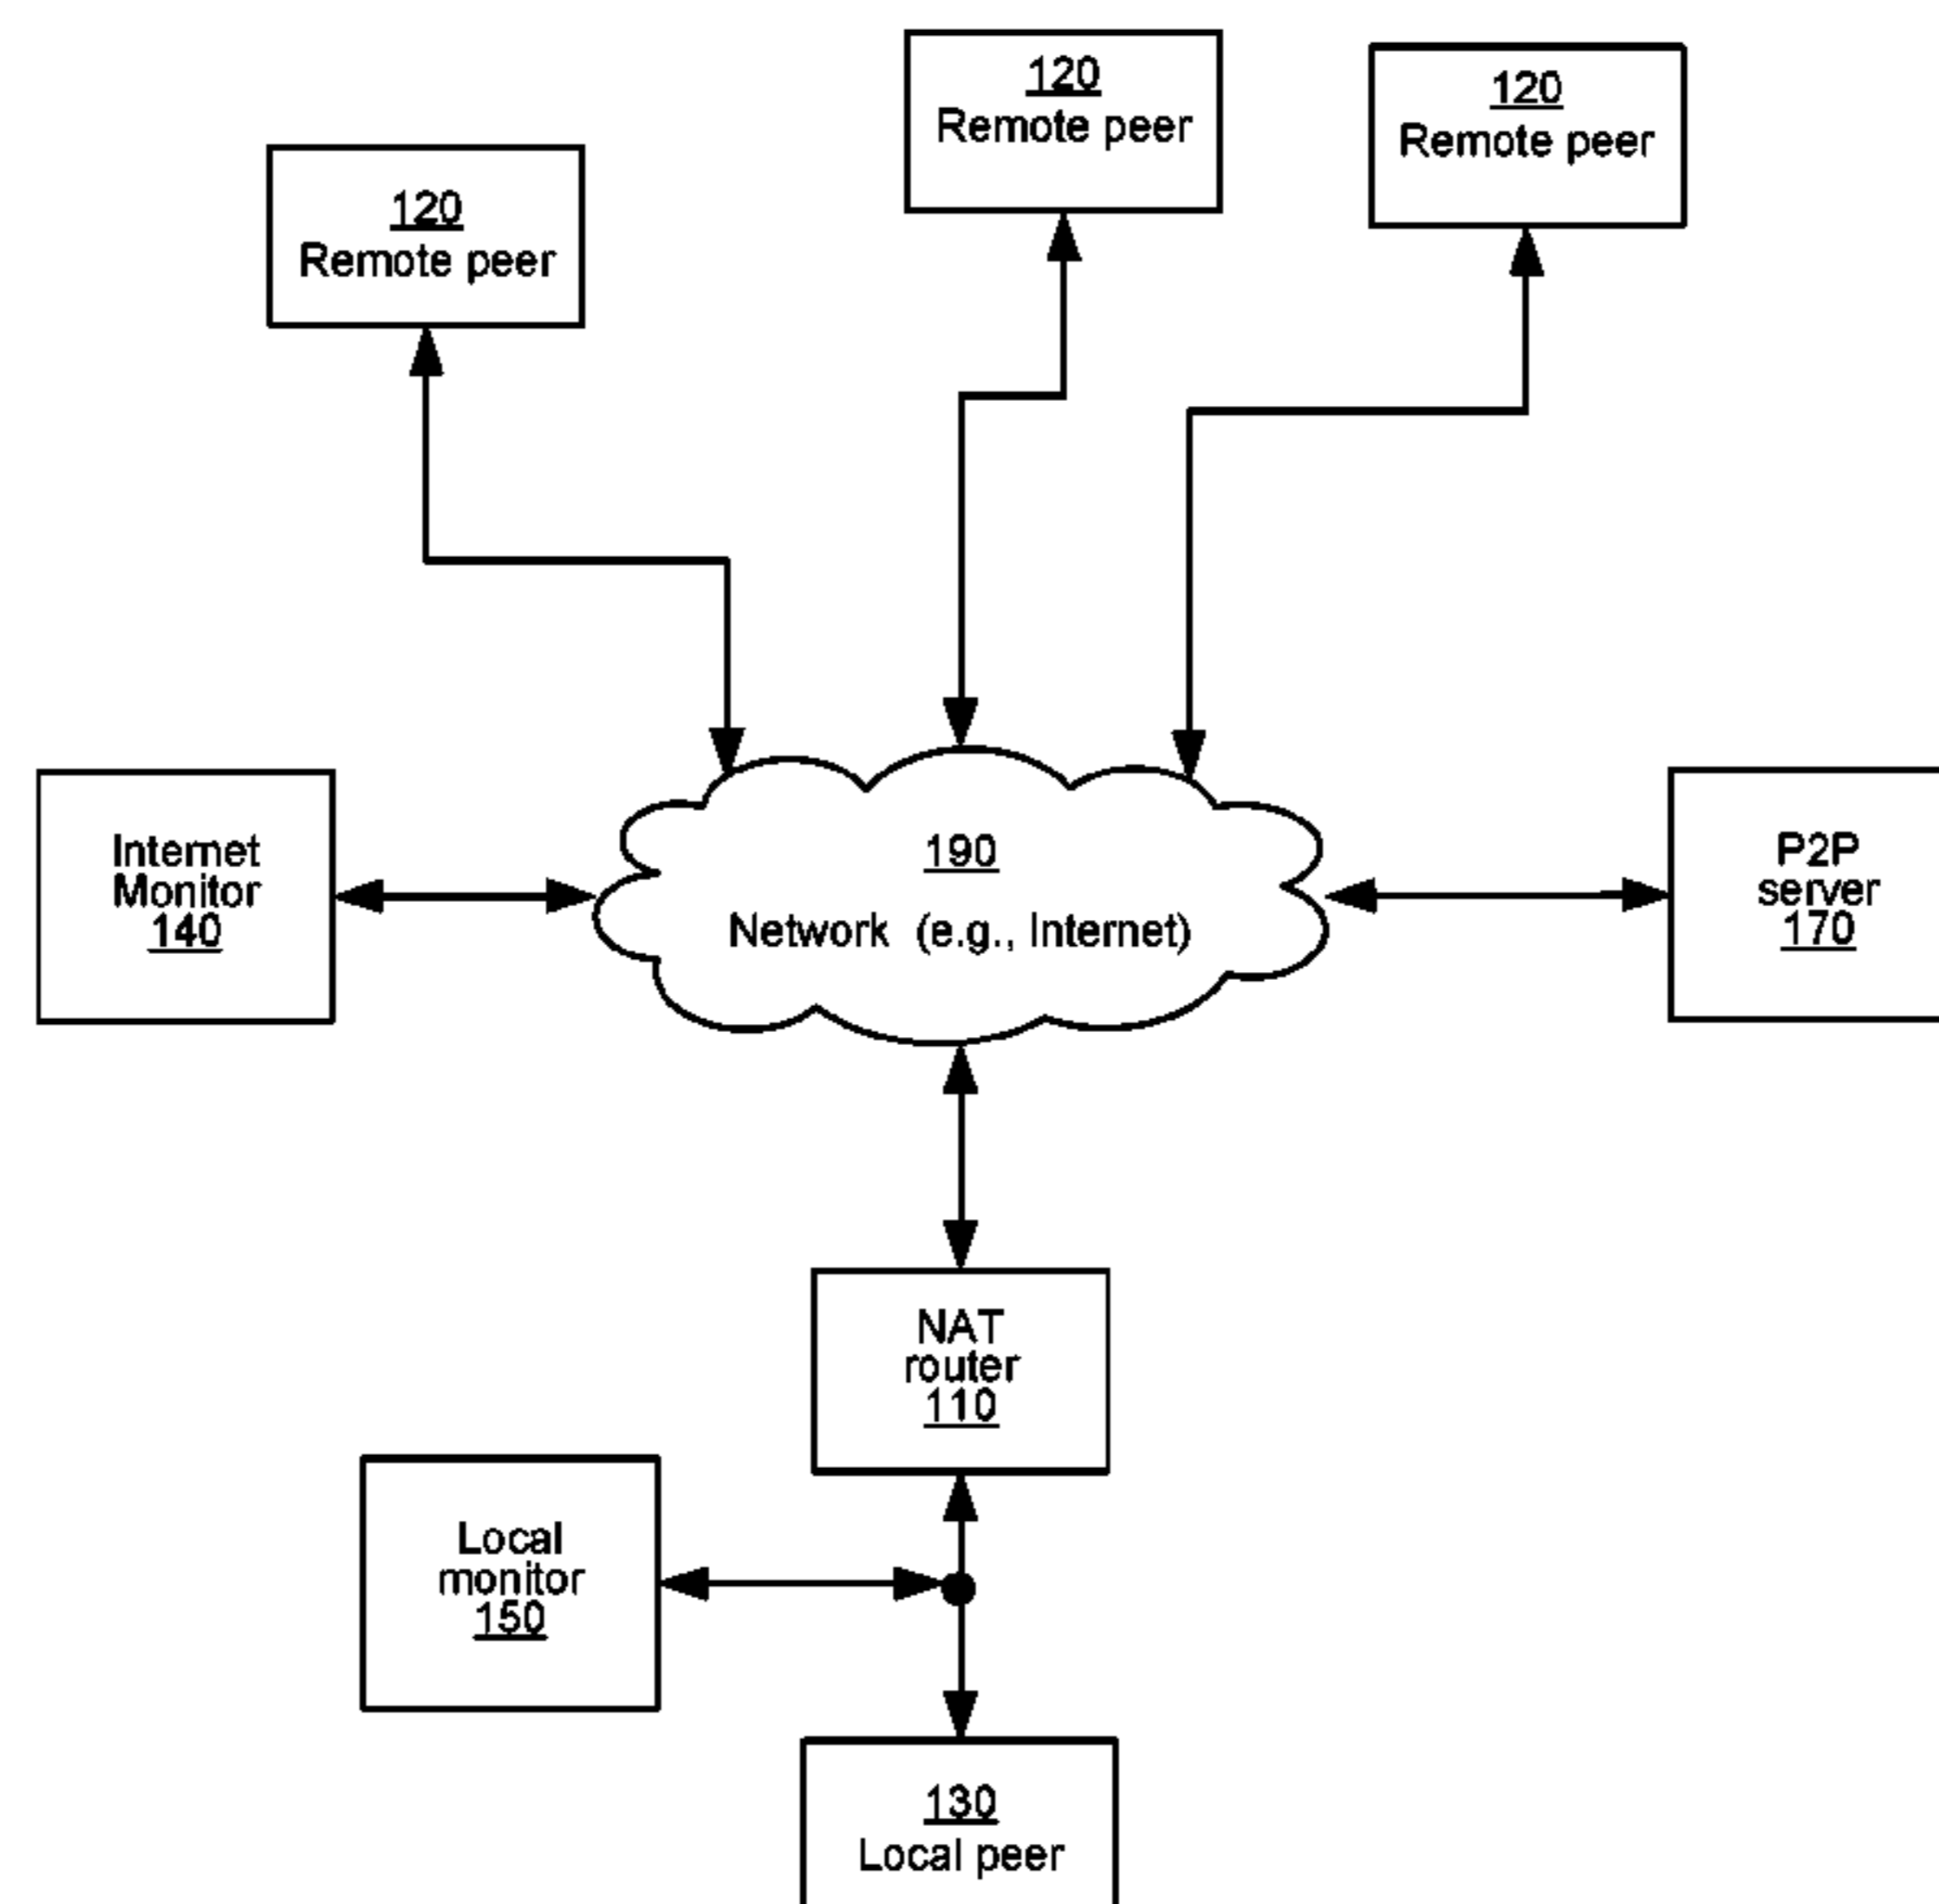 120
Remote peer
120
Remote peer
120
Remote peer
Internet
Monitor
140
190
Network (e.g., Internet)
P2P
server
170
NAT
router
110
Local
monitor
150
130
Local peer